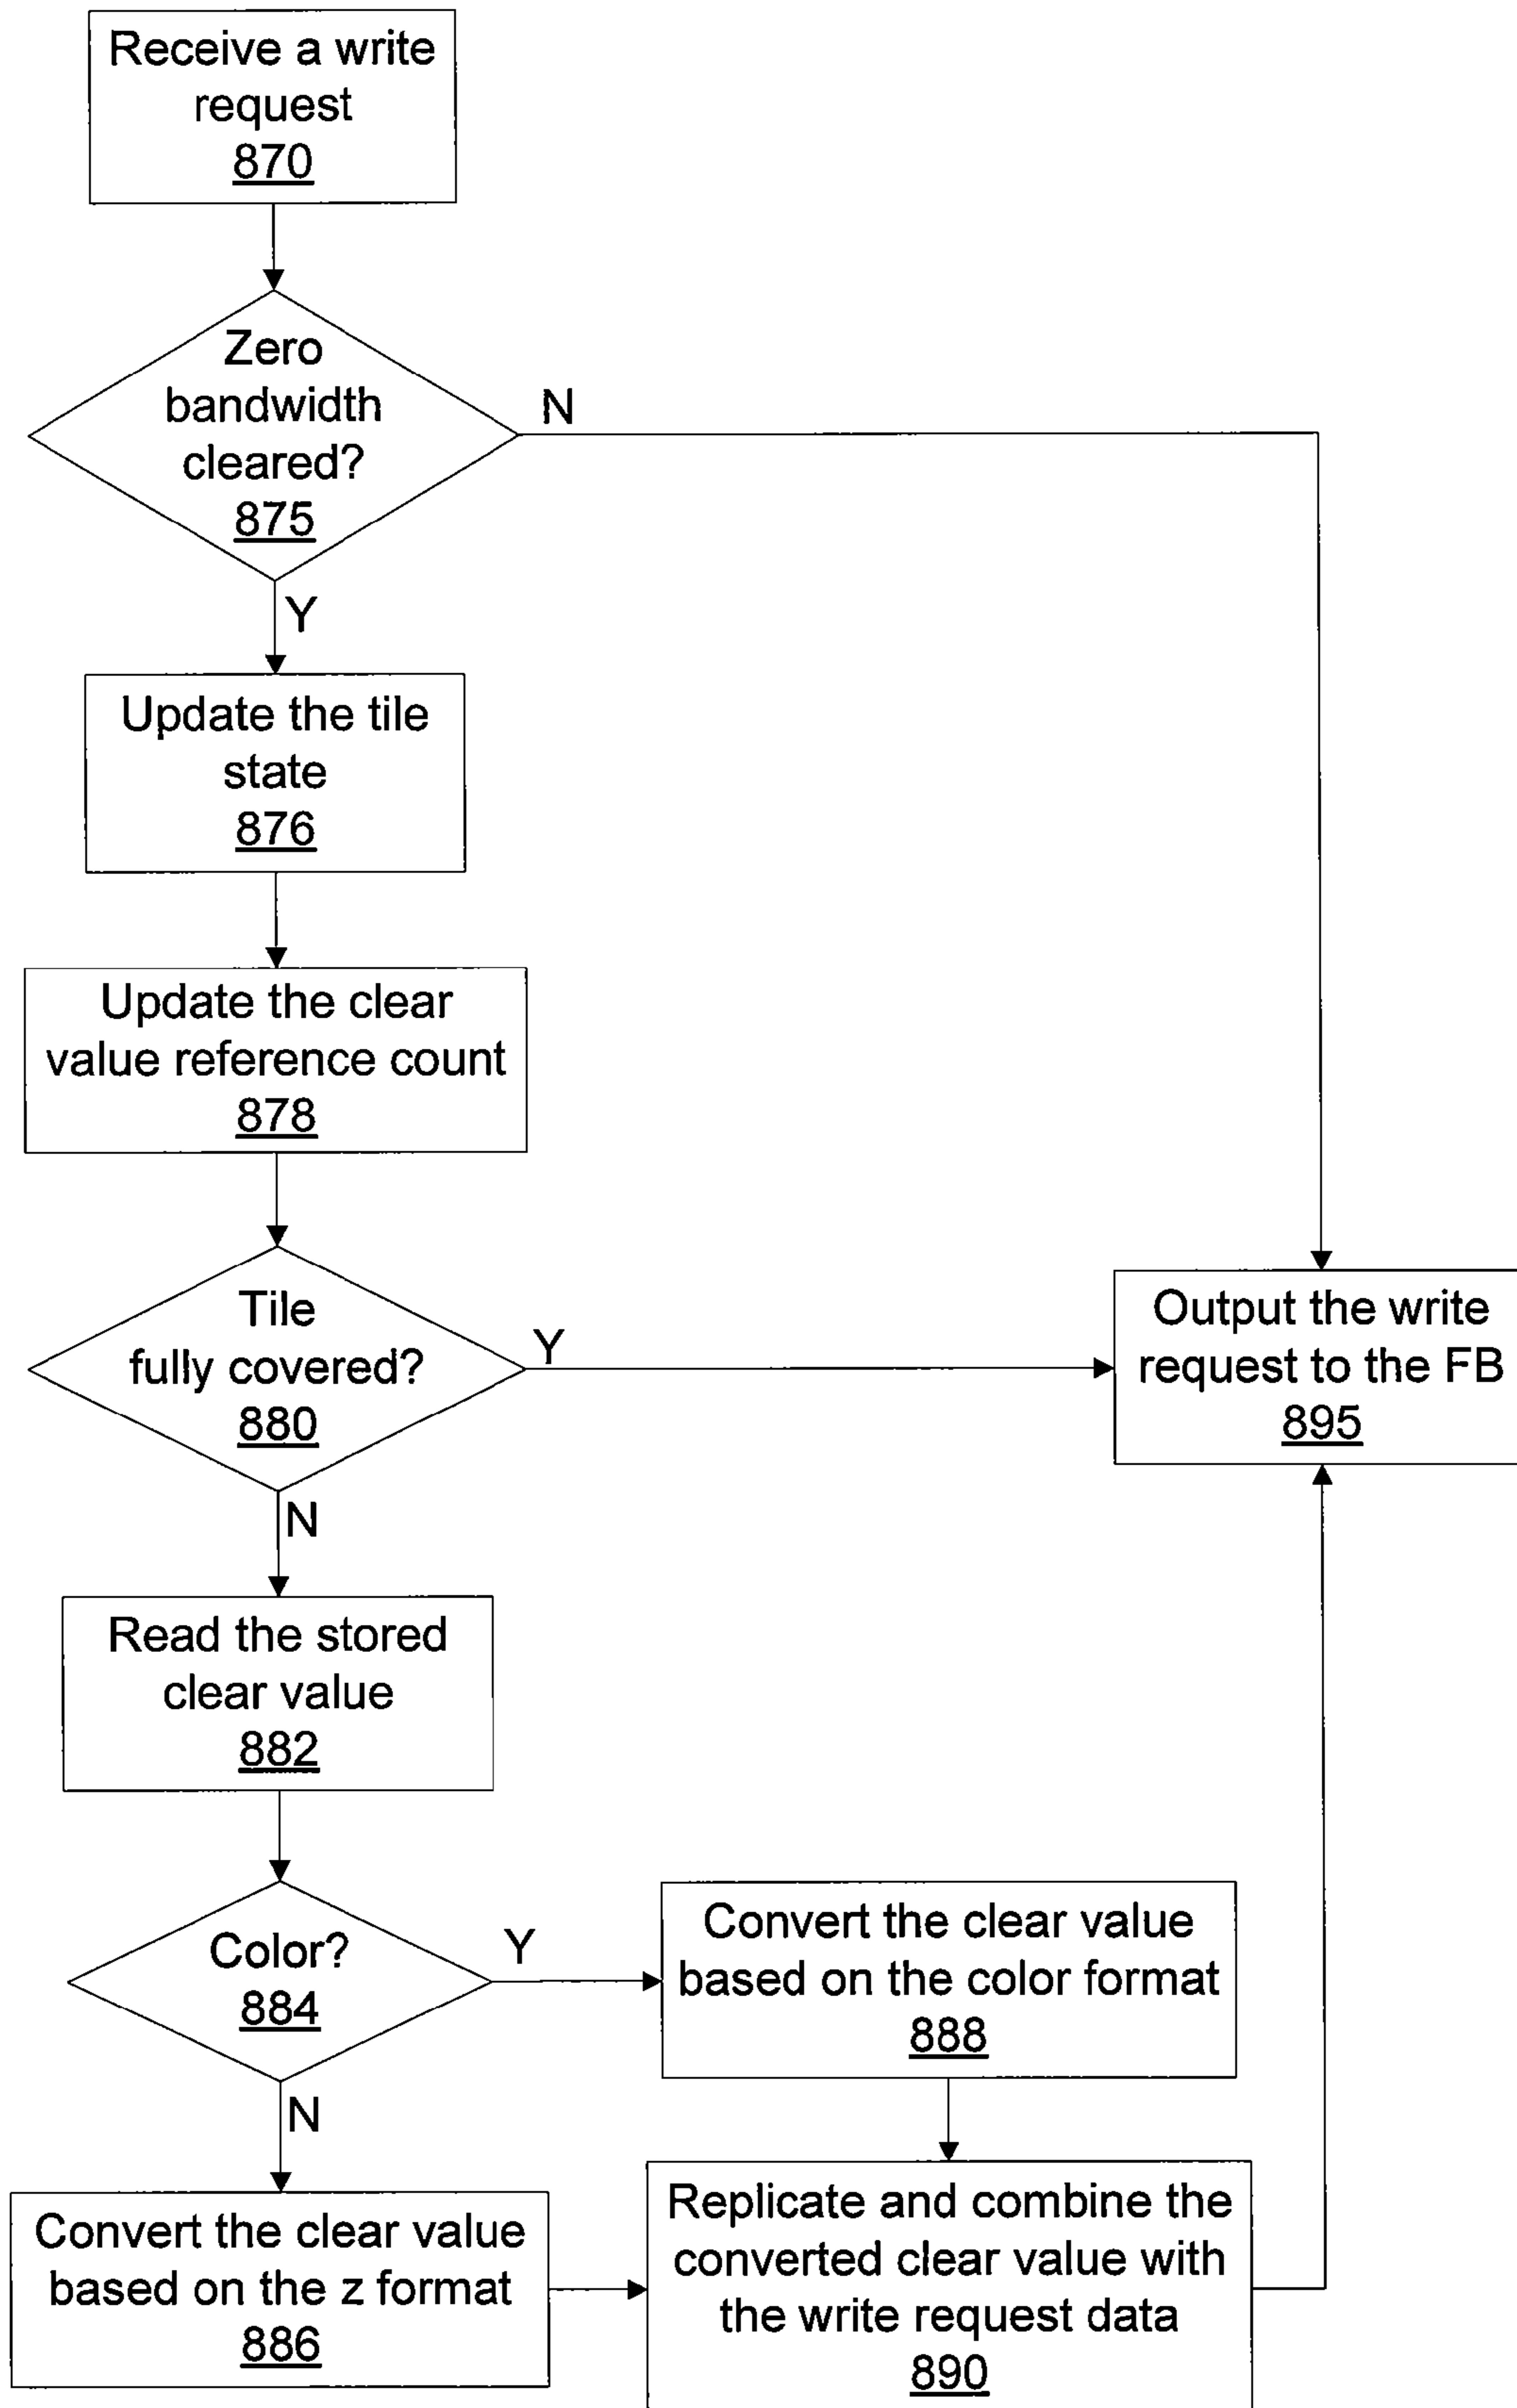 Receive a write
request
870
Zero
bandwidth
cleared?
875
N
Y
Update the tile
state
876
Update the clear
value reference count
878
Tile
fully covered?
880
Y
Output the write
request to the FB
895
N
Read the stored
clear value
882
Color?
884
Y
Convert the clear value
based on the color format
888
N
Convert the clear value
based on the z format
886
Replicate and combine the
converted clear value with
the write request data
890